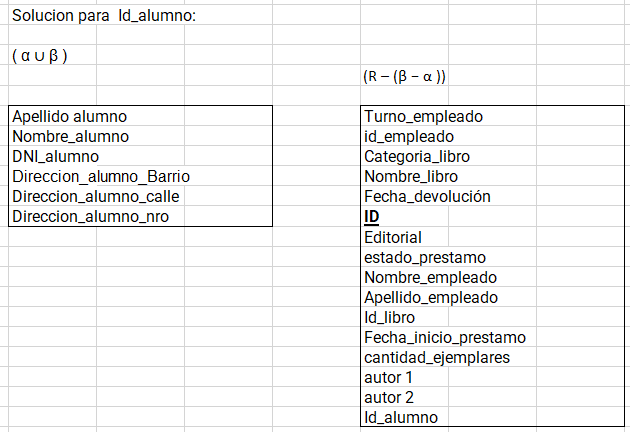 Solucion para Id_alumno:
( α ∪ β )
(R – (β – α ))
Apellido alumno
Nombre_alumno
DNI_alumno
Direccion_alumno_Barrio
Direccion_alumno_calle
Direccion_alumno_nro
Turno_empleado
id_empleado
Categoria_libro
Nombre_libro
Fecha_devolución
ID
Editorial
estado_prestamo
Nombre_empleado
Apellido_empleado
Id_libro
Fecha_inicio_prestamo
cantidad_ejemplares
autor 1
autor 2
Id_alumno